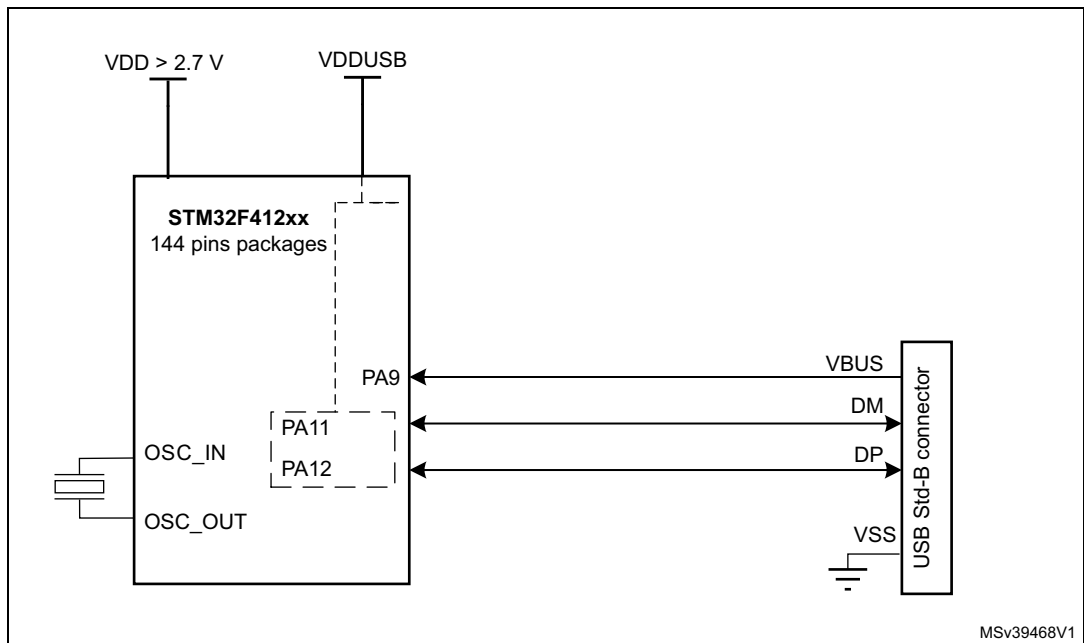 VDD > 2.7 V
VDDUSB
STM32F412xx
144 pins packages
PA9
VBUS
PA11
DM
PA12
DP
OSC_IN
OSC_OUT
VSS
USB Std-B connector
MSv39468V1